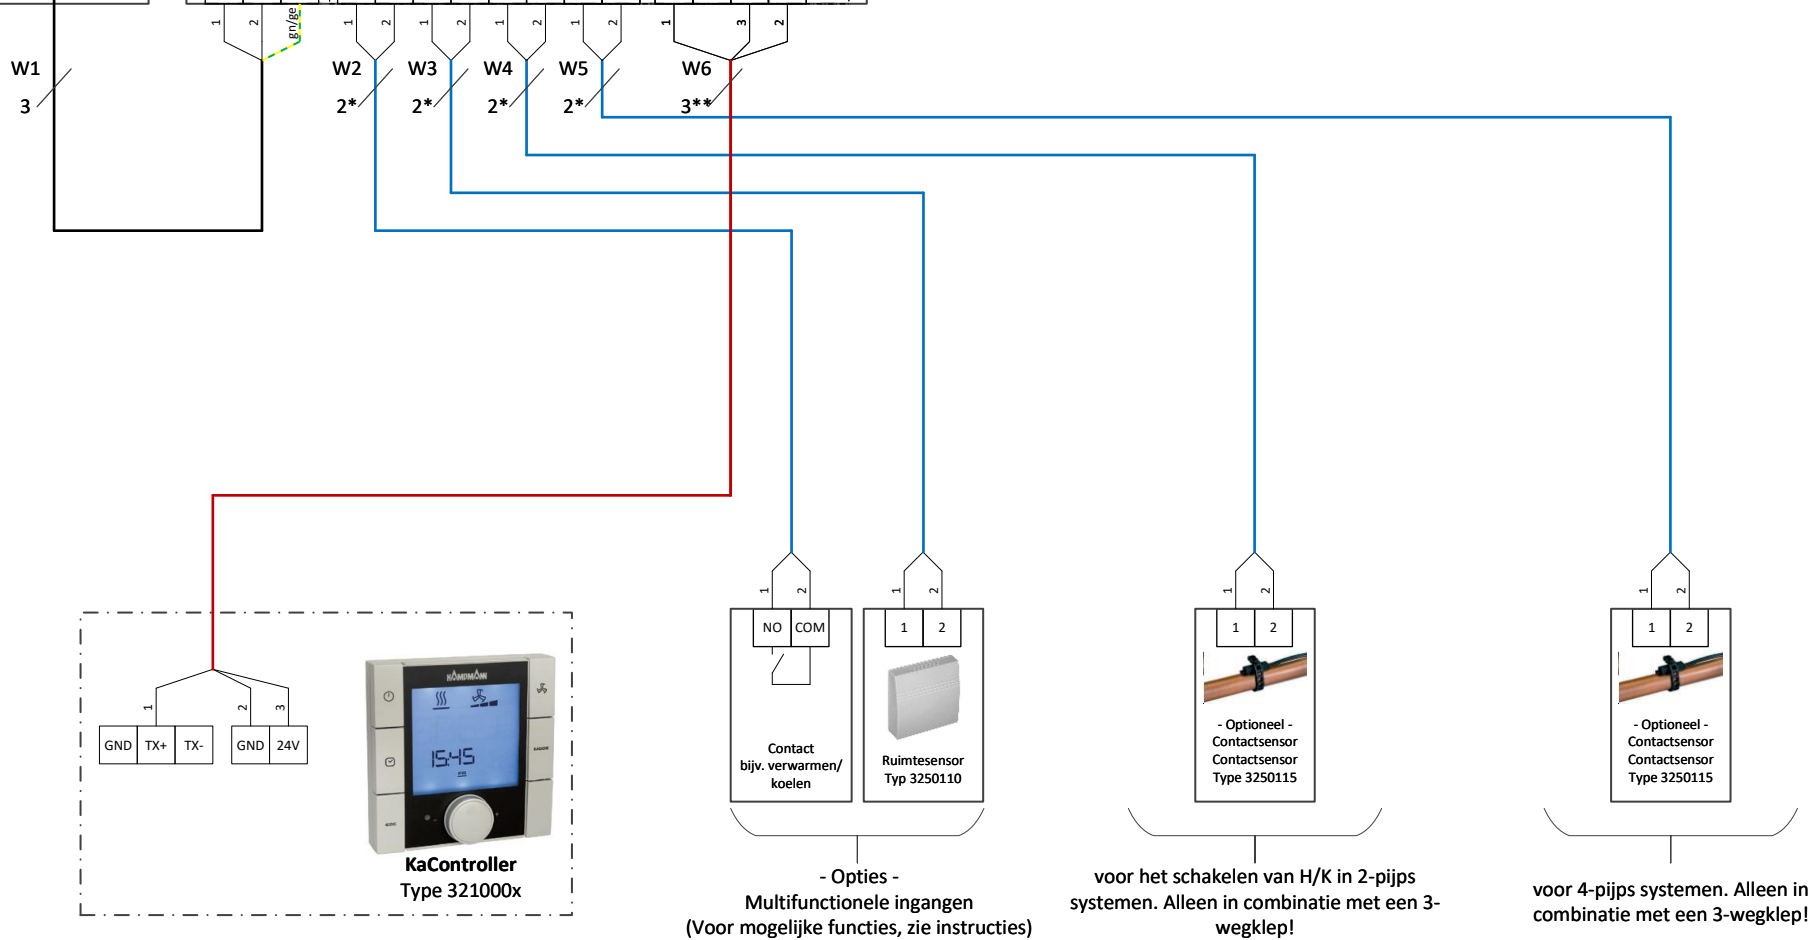 1 2 gn/ge 1 2 1 2 1 2 1 2 1 3 2
W1 W2 W3 W4 W5 W6
3 2* 2* 2* 2* 3**
1 2 1 2 1 2 1 2
NO COM 1 2 1 2 1 2
1 2 3
GND TX+ TX- GND 24V
KAMPMANN
15:45
Contact
bijv. verwarmen/
koelen
Ruimtesensor
Typ 3250110
- Optioneel -
Contactsensor
Contactsensor
Type 3250115
- Optioneel -
Contactsensor
Contactsensor
Type 3250115
KaController
Type 321000x
- Opties -
Multifunctionele ingangen
(Voor mogelijke functies, zie instructies)
voor het schakelen van H/K in 2-pijps
systemen. Alleen in combinatie met een 3-
wegklep!
voor 4-pijps systemen. Alleen in
combinatie met een 3-wegklep!